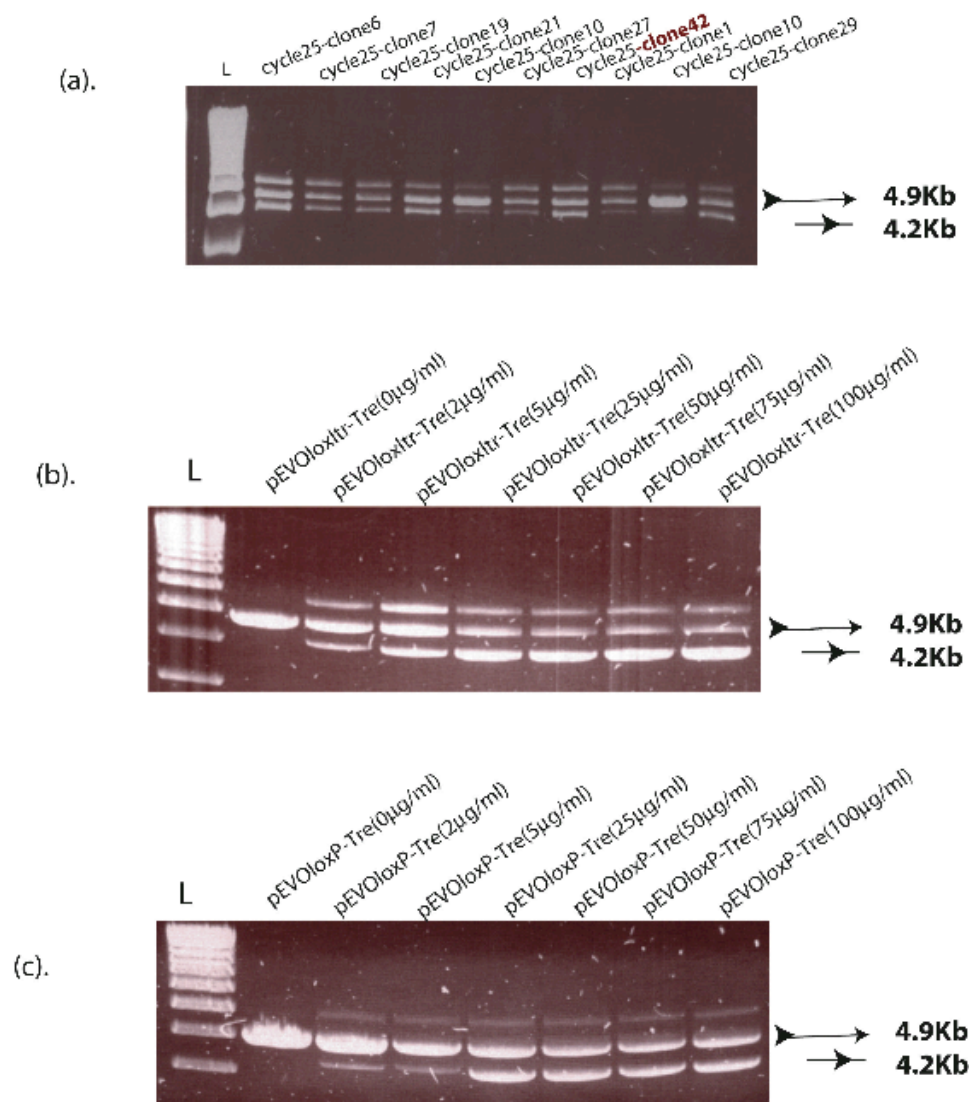 (a).
L
cycle25-clone6
cycle25-clone7
cycle25-clone19
cycle25-clone21
cycle25-clone10
cycle25-clone27
cycle25-clone42
cycle25-clone1
cycle25-clone10
cycle25-clone29
4.9Kb
4.2Kb
(b).
L
pEVOloxltr-Tre(0µg/ml)
pEVOloxltr-Tre(2µg/ml)
pEVOloxltr-Tre(5µg/ml)
pEVOloxltr-Tre(25µg/ml)
pEVOloxltr-Tre(50µg/ml)
pEVOloxltr-Tre(75µg/ml)
pEVOloxltr-Tre(100µg/ml)
4.9Kb
4.2Kb
(c).
L
pEVOloxP-Tre(0µg/ml)
pEVOloxP-Tre(2µg/ml)
pEVOloxP-Tre(5µg/ml)
pEVOloxP-Tre(25µg/ml)
pEVOloxP-Tre(50µg/ml)
pEVOloxP-Tre(75µg/ml)
pEVOloxP-Tre(100µg/ml)
4.9Kb
4.2Kb